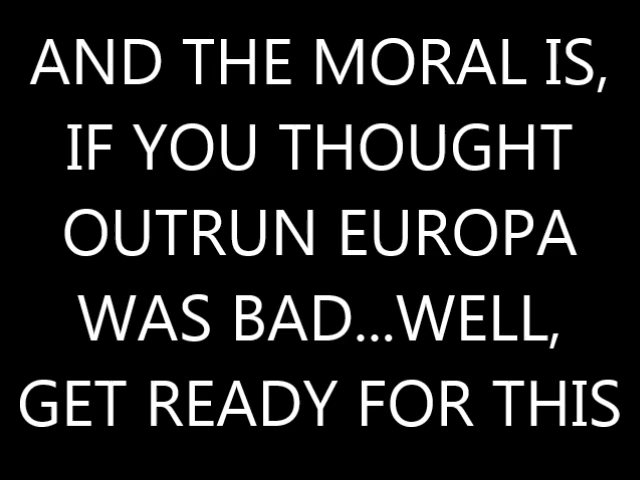 AND THE MORAL IS,
IF YOU THOUGHT
OUTRUN EUROPA
WAS BAD...WELL,
GET READY FOR THIS